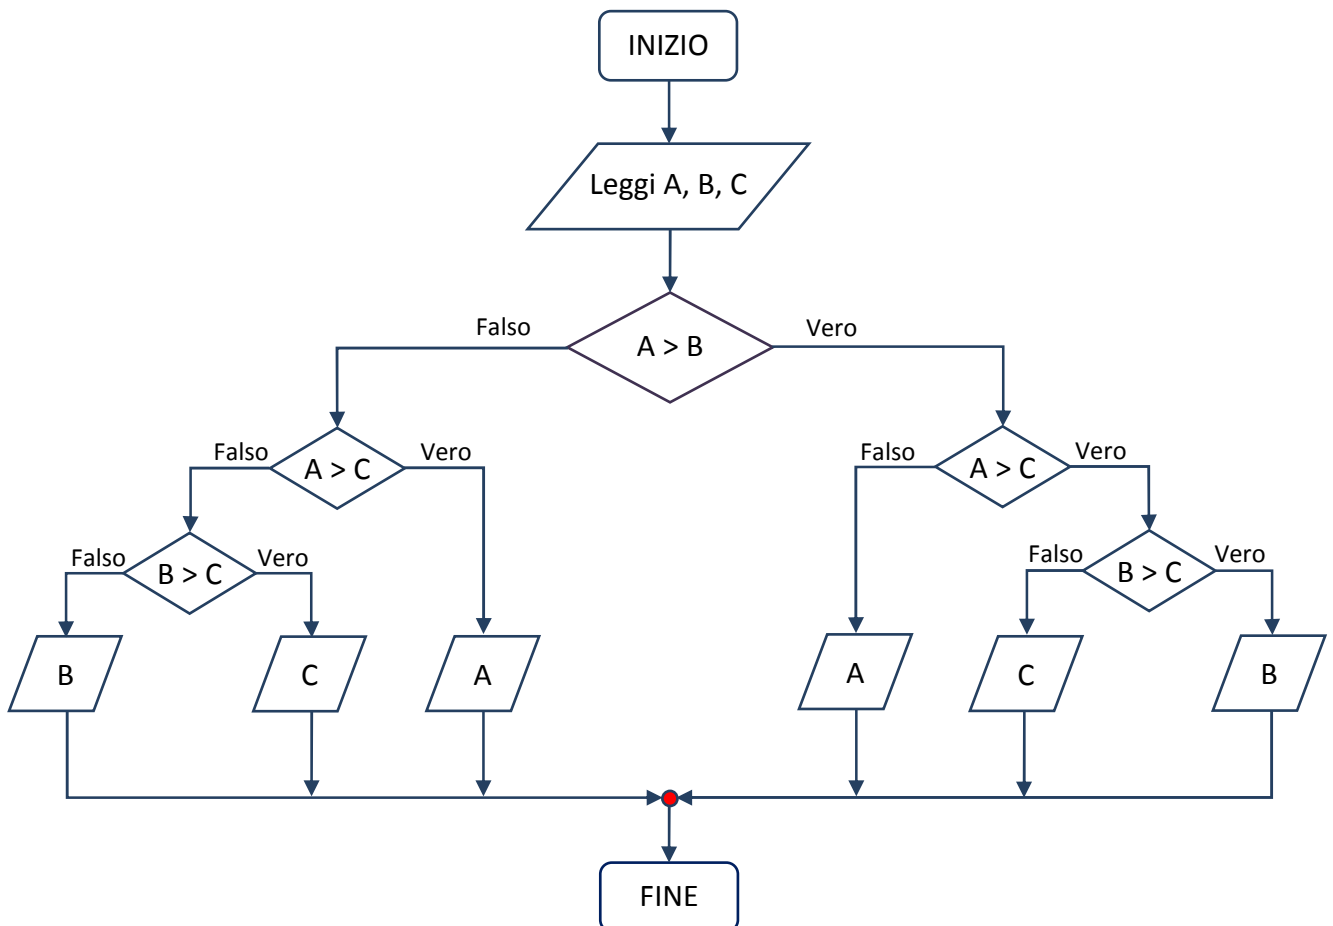 INIZIO
Leggi A, B, C
Falso
A > B
Vero
Falso
A > C
Vero
Falso
A > C
Vero
Falso
B > C
Vero
Falso
B > C
Vero
B
C
A
A
C
B
FINE